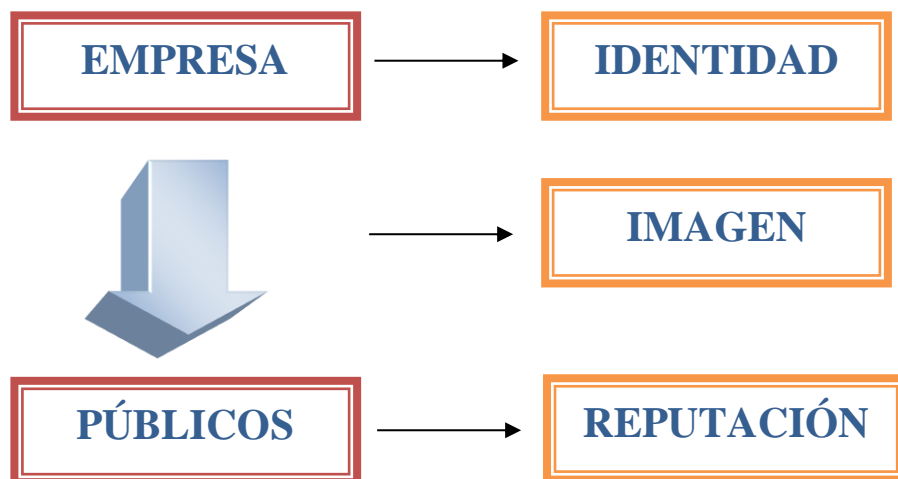 EMPRESA
IDENTIDAD
IMAGEN
PÚBLICOS
REPUTACIÓN